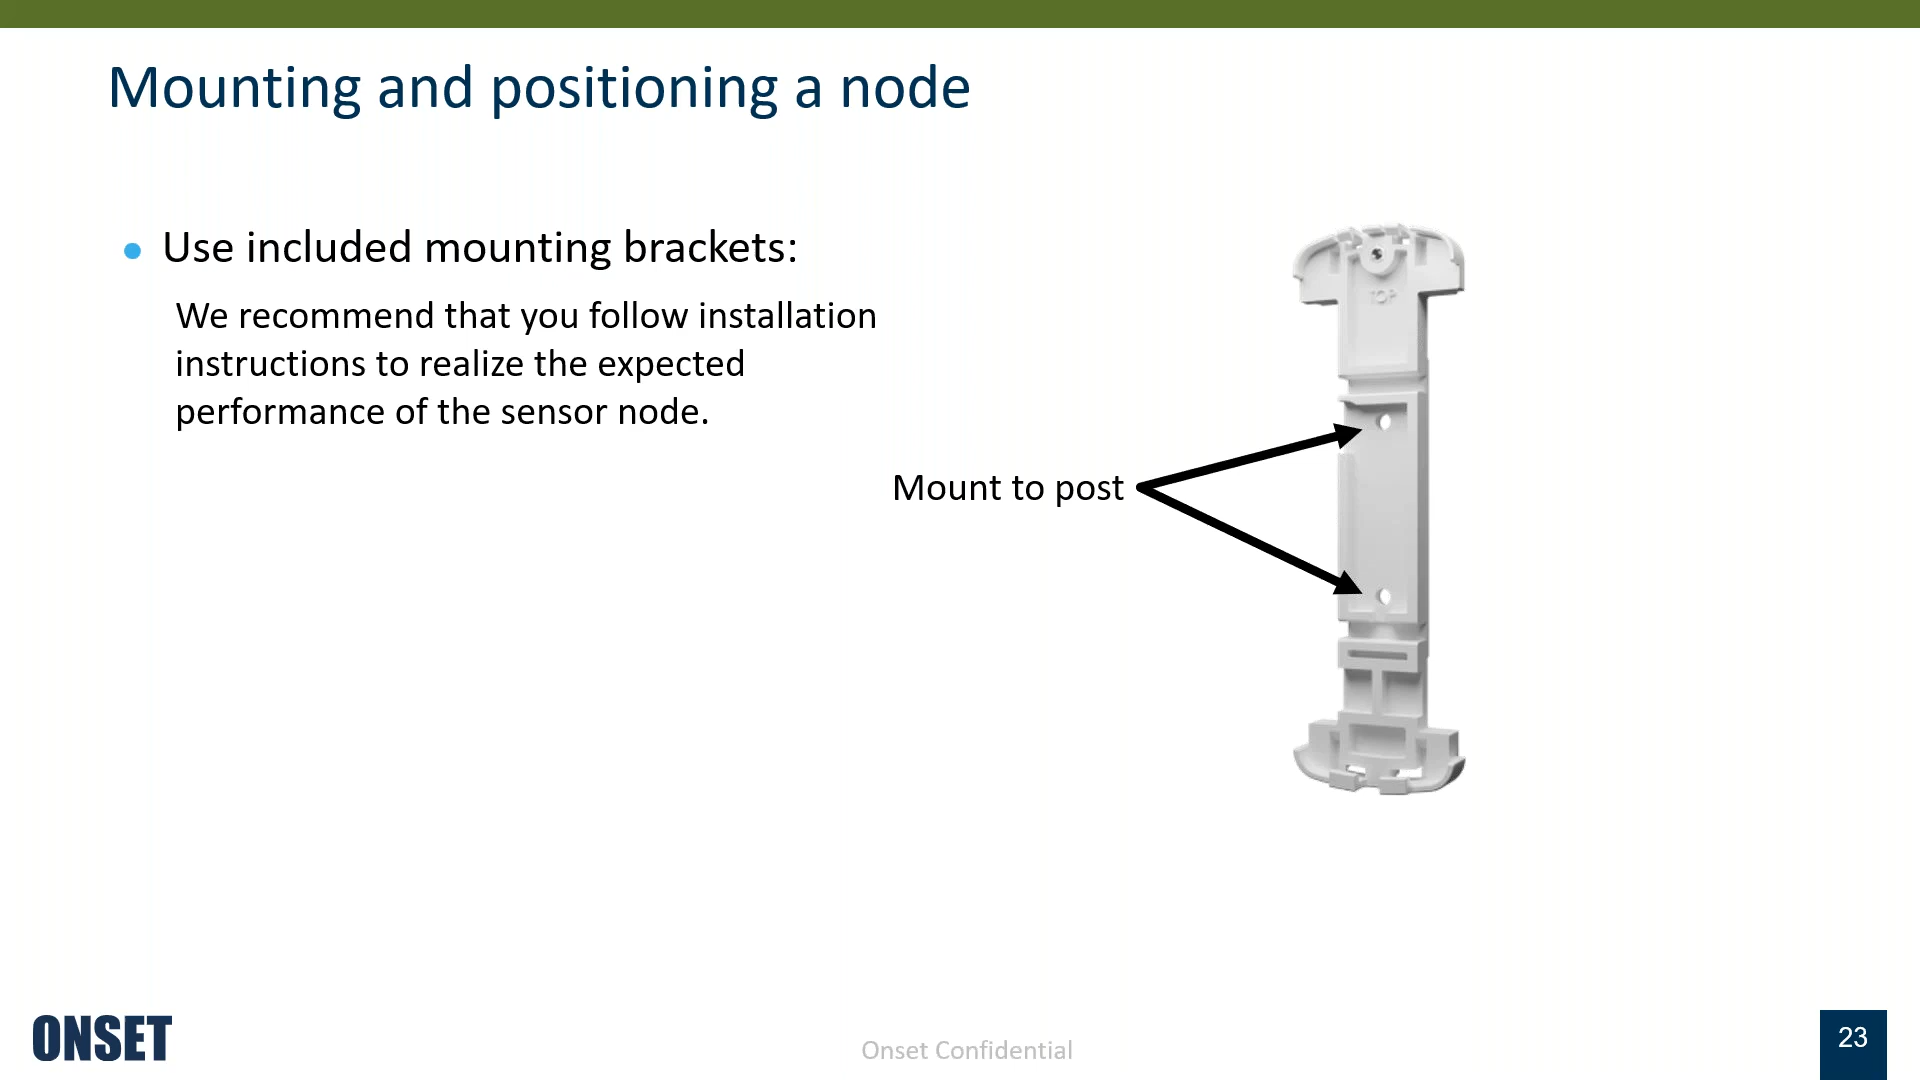 Mounting and positioning a node
Use included mounting brackets:
We recommend that you follow installation
instructions to realize the expected
performance of the sensor node.
TOP
Mount to post
ONSET
Onset Confidential
23